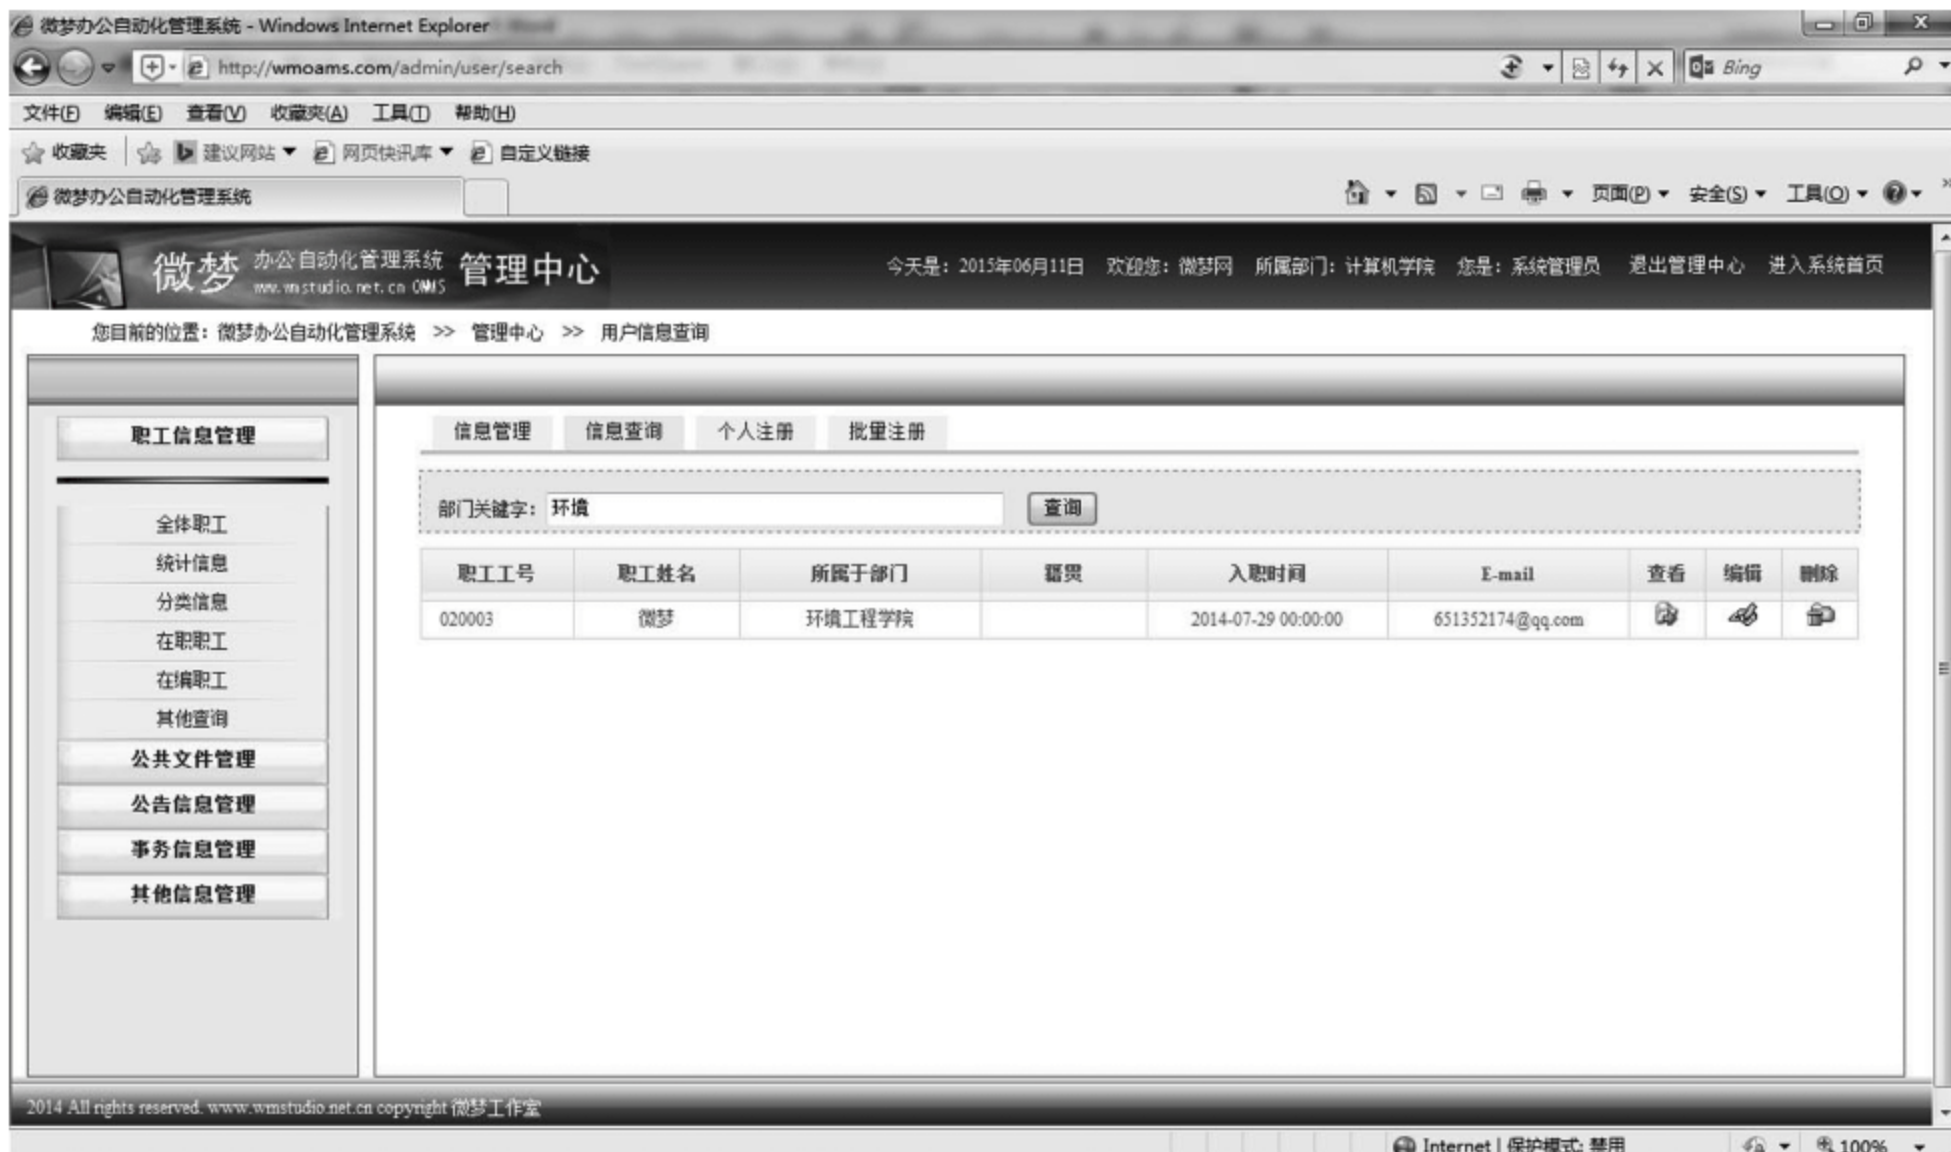 微梦办公自动化管理系统 - Windows Internet Explorer
http://wmoams.com/admin/user/search
Bing
文件(F) 编辑(E) 查看(V) 收藏夹(A) 工具(T) 帮助(H)
收藏夹 建议网站 网页快讯库 自定义链接
微梦办公自动化管理系统 页面(P) 安全(S) 工具(O)
微梦 办公自动化管理系统 管理中心
www.wmstudio.net.cn OMMS
今天是：2015年06月11日 欢迎您：微梦网 所属部门：计算机学院 您是：系统管理员 退出管理中心 进入系统首页
您目前的位置：微梦办公自动化管理系统 >> 管理中心 >> 用户信息查询
职工信息管理
全体职工
统计信息
分类信息
在职职工
在编职工
其他查询
公共文件管理
公告信息管理
事务信息管理
其他信息管理
信息管理 信息查询 个人注册 批量注册
部门关键字：环境 查询
职工工号 职工姓名 所属于部门 籍贯 入职时间 E-mail 查看 编辑 删除
020003 微梦 环境工程学院 2014-07-29 00:00:00 651352174@qq.com
2014 All rights reserved. www.wmstudio.net.cn copyright 微梦工作室
Internet | 保护模式: 禁用 100%